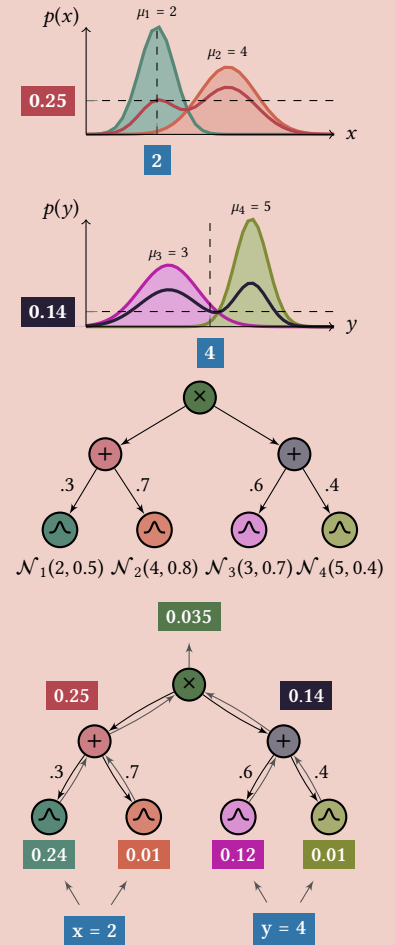 p(x)
μ₁ = 2
μ₂ = 4
0.25
x
2
p(y)
μ₄ = 5
μ₃ = 3
0.14
y
4
×
+ +
.3 .7 .6 .4
𝒩₁(2, 0.5) 𝒩₂(4, 0.8) 𝒩₃(3, 0.7) 𝒩₄(5, 0.4)
0.035
×
0.25 0.14
+ +
.3 .7 .6 .4
0.24 0.01 0.12 0.01
x = 2 y = 4